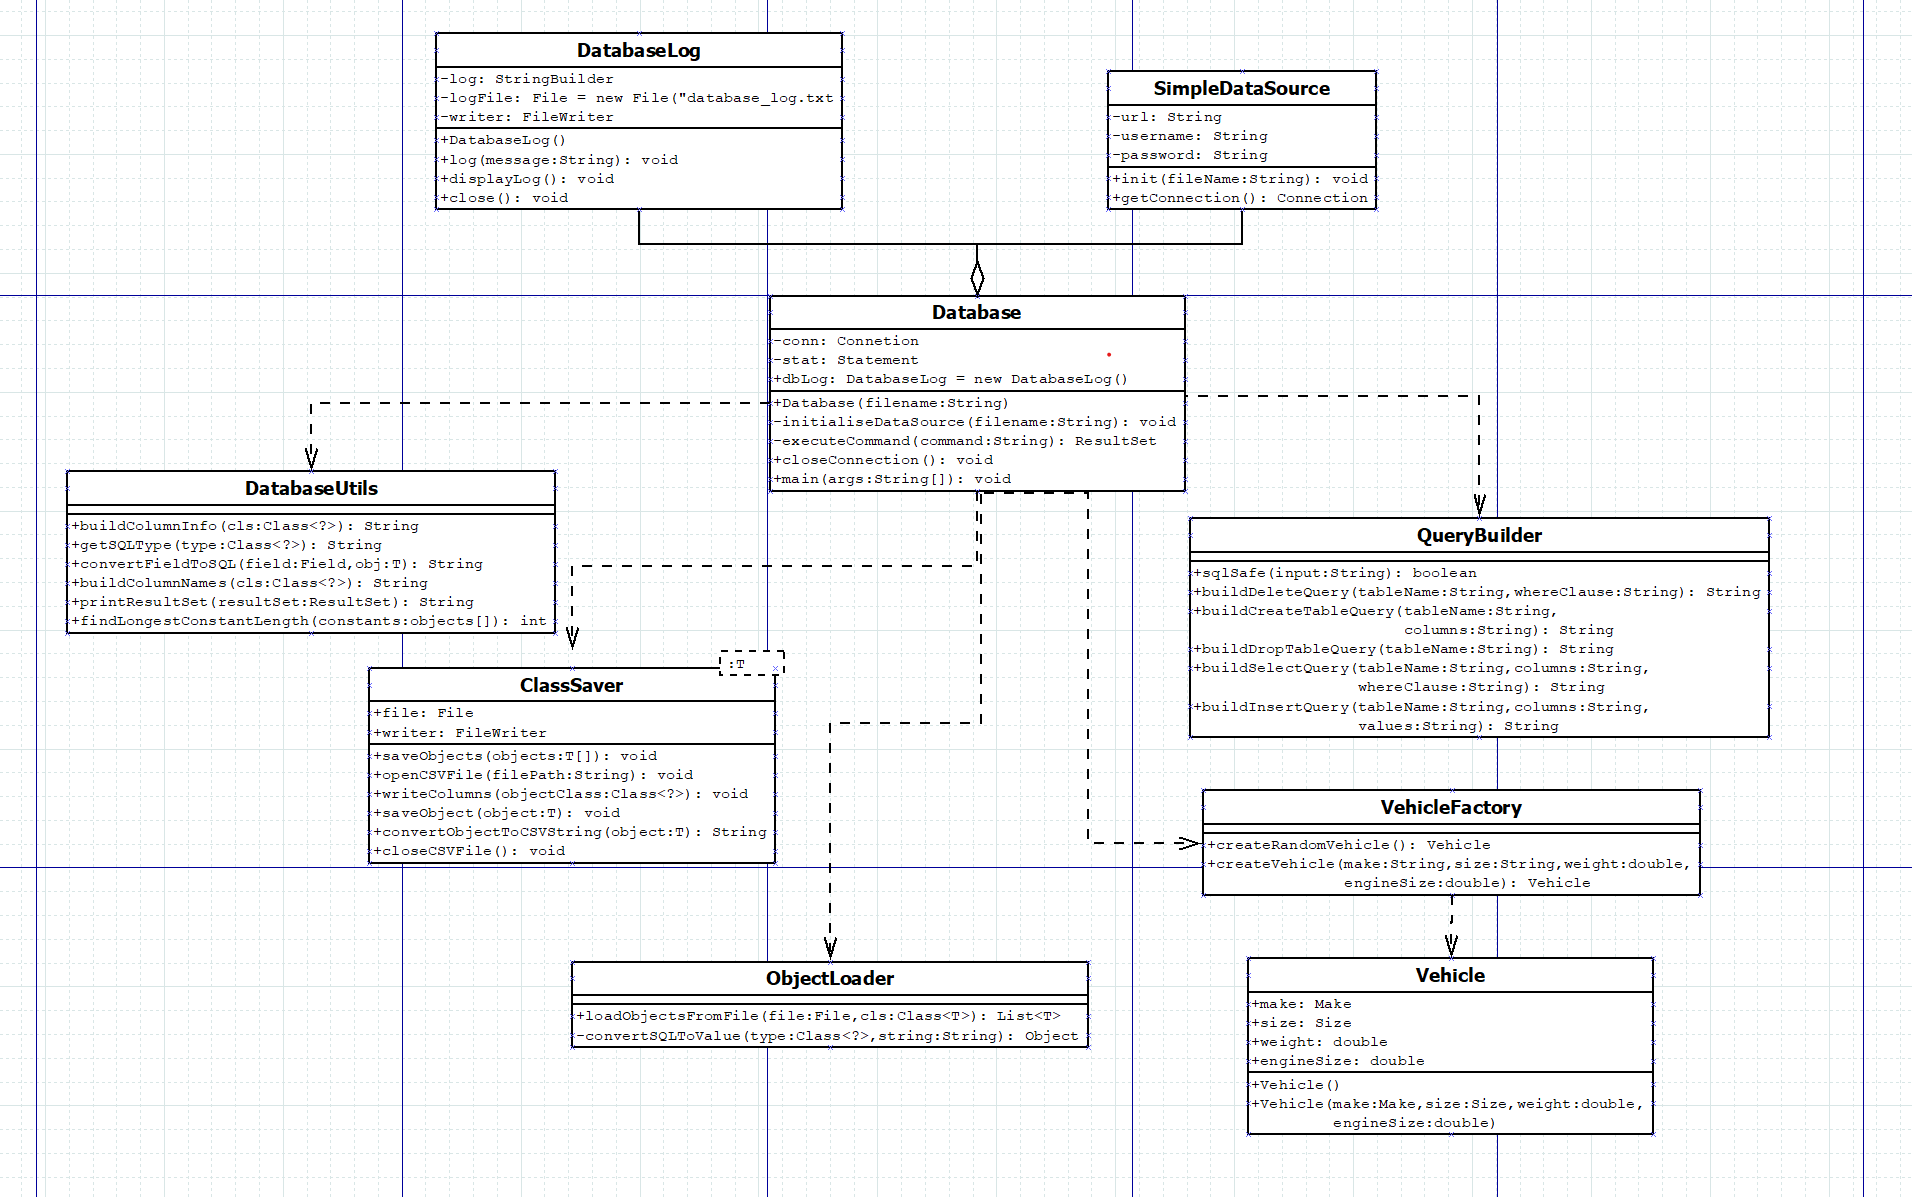 DatabaseLog
-log: StringBuilder
-logFile: File = new File("database_log.txt
-writer: FileWriter
+DatabaseLog()
+log(message:String): void
+displayLog(): void
+close(): void
SimpleDataSource
-url: String
-username: String
-password: String
+init(fileName:String): void
+getConnection(): Connection
Database
-conn: Connetion
-stat: Statement
+dbLog: DatabaseLog = new DatabaseLog()
+Database(filename:String)
-initialiseDataSource(filename:String): void
-executeCommand(command:String): ResultSet
+closeConnection(): void
+main(args:String[]): void
DatabaseUtils
+buildColumnInfo(cls:Class<?>): String
+getSQLType(type:Class<?>): String
+convertFieldToSQL(field:Field,obj:T): String
+buildColumnNames(cls:Class<?>): String
+printResultSet(resultSet:ResultSet): String
+findLongestConstantLength(constants:objects[]): int
QueryBuilder
+sqlSafe(input:String): boolean
+buildDeleteQuery(tableName:String,whereClause:String): String
+buildCreateTableQuery(tableName:String,
columns:String): String
+buildDropTableQuery(tableName:String): String
+buildSelectQuery(tableName:String,columns:String,
whereClause:String): String
+buildInsertQuery(tableName:String,columns:String,
values:String): String
:T
ClassSaver
+file: File
+writer: FileWriter
+saveObjects(objects:T[]): void
+openCSVFile(filePath:String): void
+writeColumns(objectClass:Class<?>): void
+saveObject(object:T): void
+convertObjectToCSVString(object:T): String
+closeCSVFile(): void
VehicleFactory
+createRandomVehicle(): Vehicle
+createVehicle(make:String,size:String,weight:double,
engineSize:double): Vehicle
ObjectLoader
+loadObjectsFromFile(file:File,cls:Class<T>): List<T>
-convertSQLToValue(type:Class<?>,string:String): Object
Vehicle
+make: Make
+size: Size
+weight: double
+engineSize: double
+Vehicle()
+Vehicle(make:Make,size:Size,weight:double,
engineSize:double)